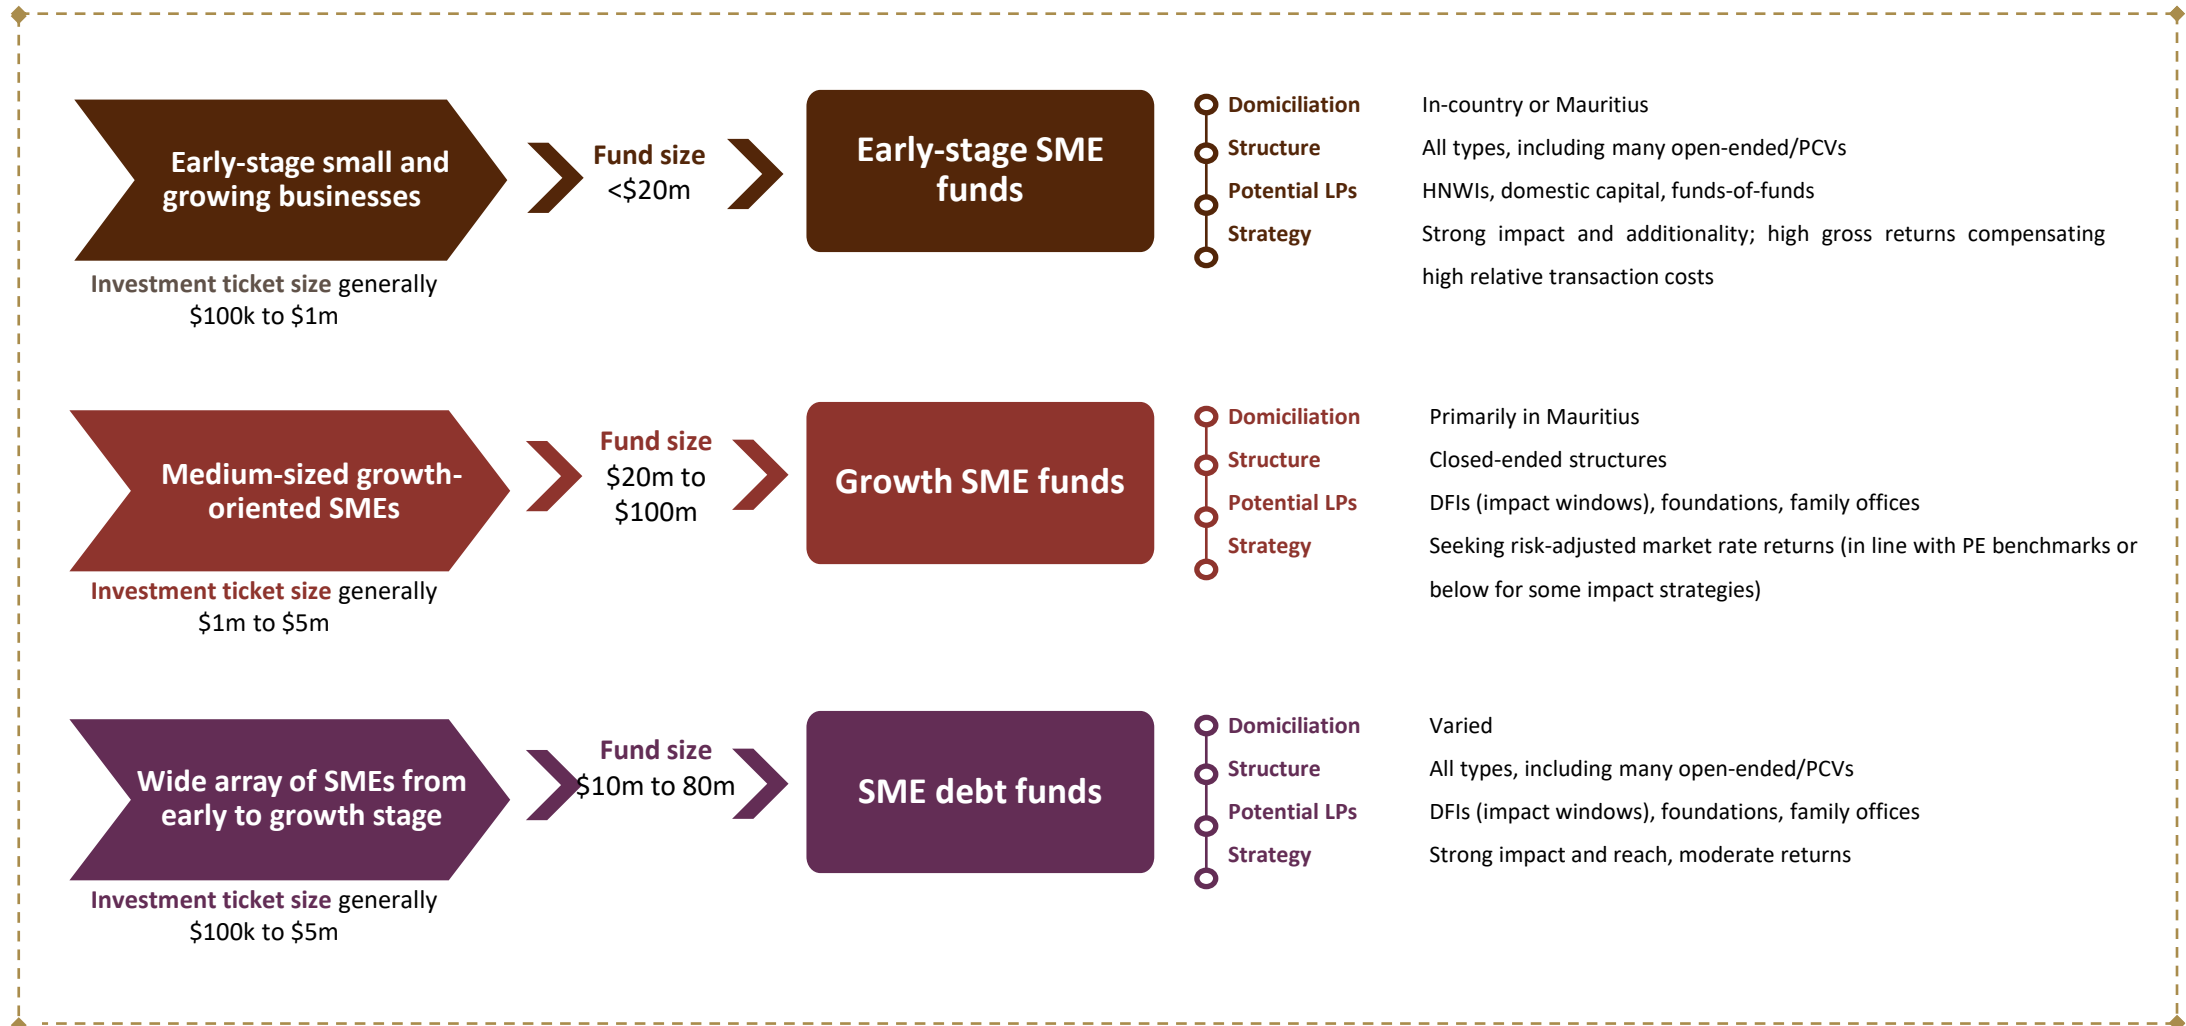 Early-stage small and
growing businesses
Investment ticket size generally
$100k to $1m
Fund size
<$20m
Early-stage SME
funds
Domiciliation In-country or Mauritius
Structure All types, including many open-ended/PCVs
Potential LPs HNWIs, domestic capital, funds-of-funds
Strategy Strong impact and additionality; high gross returns compensating
high relative transaction costs
Medium-sized growth-
oriented SMEs
Investment ticket size generally
$1m to $5m
Fund size
$20m to
$100m
Growth SME funds
Domiciliation Primarily in Mauritius
Structure Closed-ended structures
Potential LPs DFIs (impact windows), foundations, family offices
Strategy Seeking risk-adjusted market rate returns (in line with PE benchmarks or
below for some impact strategies)
Wide array of SMEs from
early to growth stage
Investment ticket size generally
$100k to $5m
Fund size
$10m to 80m
SME debt funds
Domiciliation Varied
Structure All types, including many open-ended/PCVs
Potential LPs DFIs (impact windows), foundations, family offices
Strategy Strong impact and reach, moderate returns